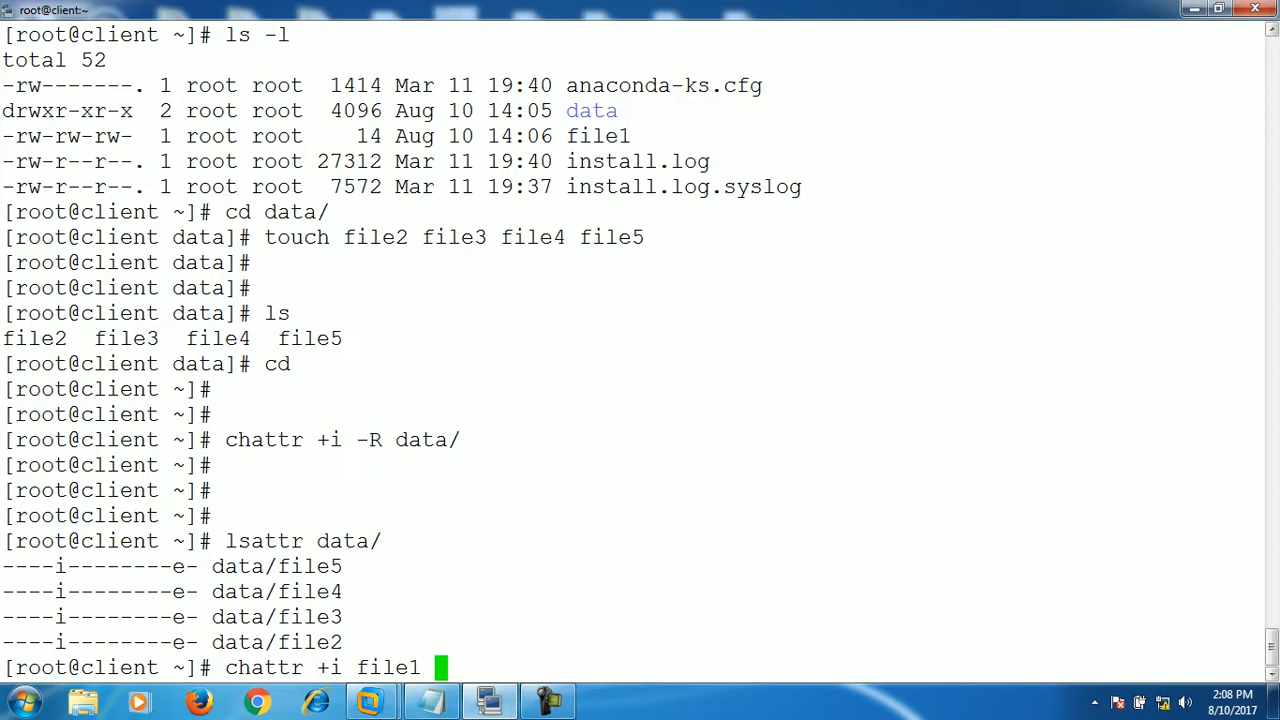 root@client:~
[root@client ~]# ls -l
total 52
-rw-------. 1 root root  1414 Mar 11 19:40 anaconda-ks.cfg
drwxr-xr-x  2 root root  4096 Aug 10 14:05 data
-rw-rw-rw-  1 root root    14 Aug 10 14:06 file1
-rw-r--r--. 1 root root 27312 Mar 11 19:40 install.log
-rw-r--r--. 1 root root  7572 Mar 11 19:37 install.log.syslog
[root@client ~]# cd data/
[root@client data]# touch file2 file3 file4 file5
[root@client data]#
[root@client data]#
[root@client data]# ls
file2  file3  file4  file5
[root@client data]# cd
[root@client ~]#
[root@client ~]#
[root@client ~]# chattr +i -R data/
[root@client ~]#
[root@client ~]#
[root@client ~]#
[root@client ~]# lsattr data/
----i--------e- data/file5
----i--------e- data/file4
----i--------e- data/file3
----i--------e- data/file2
[root@client ~]# chattr +i file1
2:08 PM
8/10/2017